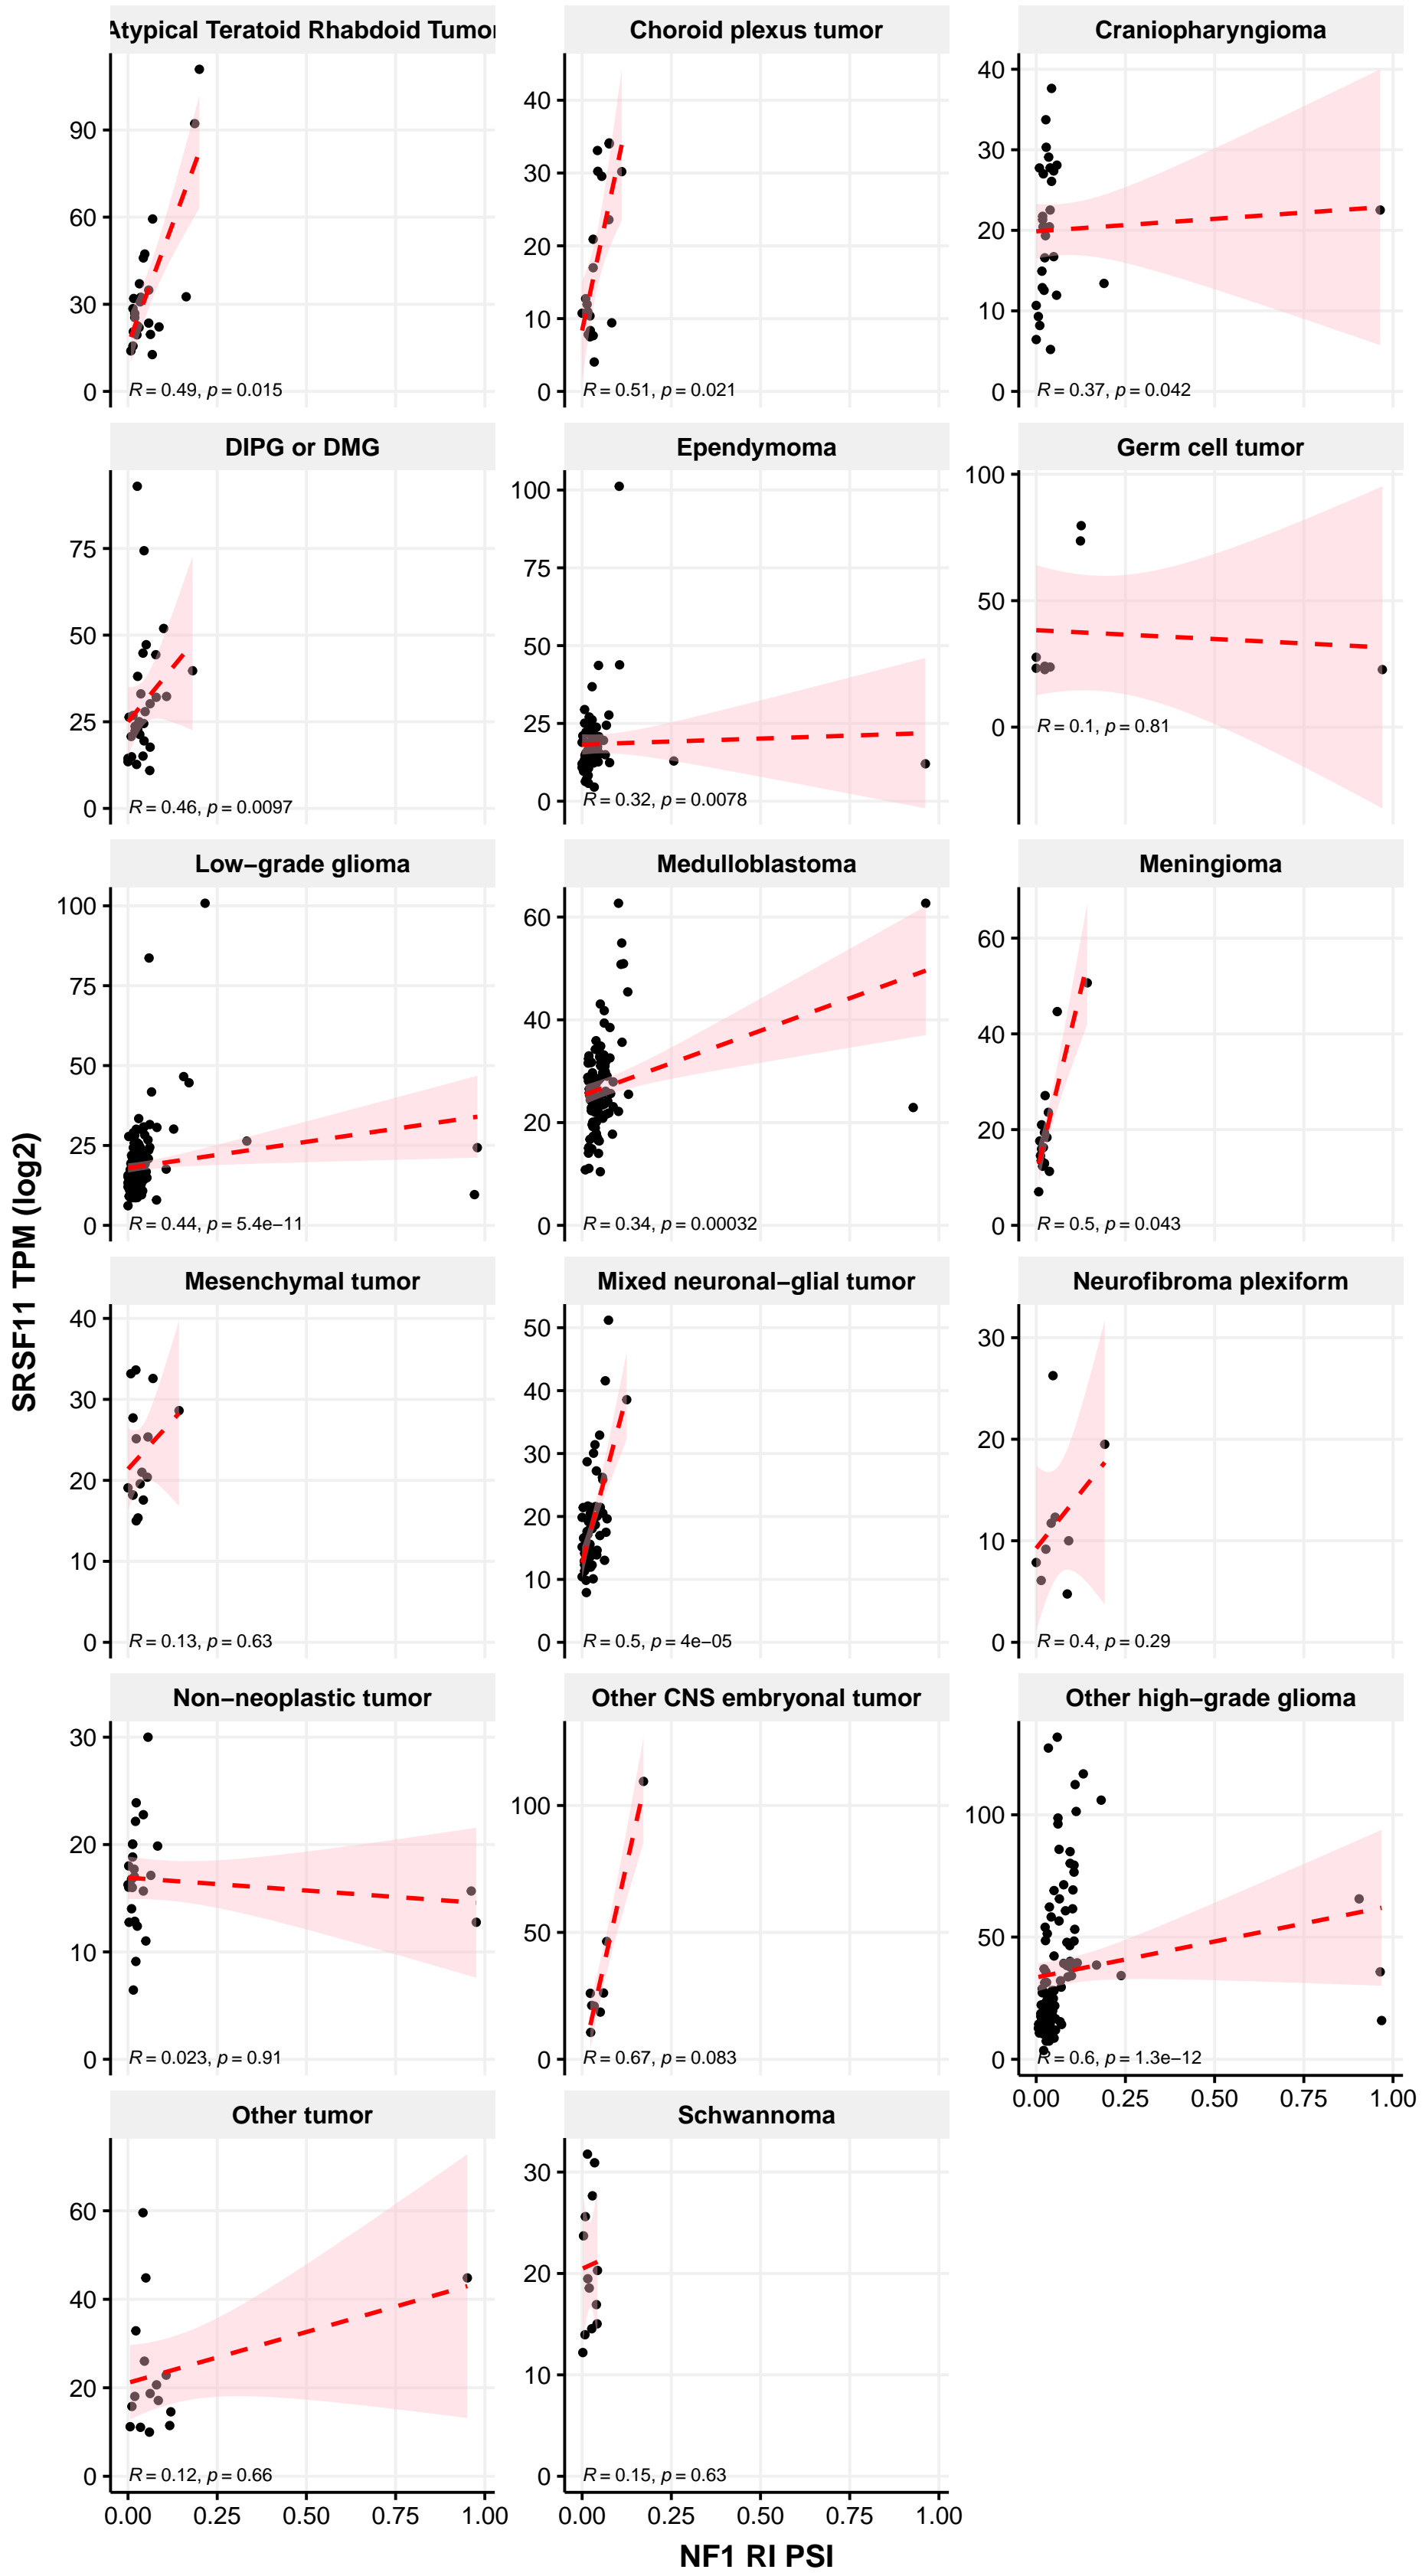 Atypical Teratoid Rhabdoid Tumor
Choroid plexus tumor
Craniopharyngioma
90
60
30
0
R = 0.49, p = 0.015
40
30
20
10
0
R = 0.51, p = 0.021
40
30
20
10
0
R = 0.37, p = 0.042
DIPG or DMG
Ependymoma
Germ cell tumor
75
50
25
0
R = 0.46, p = 0.0097
100
75
50
25
0
R = 0.32, p = 0.0078
100
50
0
R = 0.1, p = 0.81
Low−grade glioma
Medulloblastoma
Meningioma
100
75
50
25
0
R = 0.44, p = 5.4e−11
60
40
20
0
R = 0.34, p = 0.00032
60
40
20
0
R = 0.5, p = 0.043
SRSF11 TPM (log2)
Mesenchymal tumor
Mixed neuronal−glial tumor
Neurofibroma plexiform
40
30
20
10
0
R = 0.13, p = 0.63
50
40
30
20
10
0
R = 0.5, p = 4e−05
30
20
10
0
R = 0.4, p = 0.29
Non−neoplastic tumor
Other CNS embryonal tumor
Other high−grade glioma
30
20
10
0
R = 0.023, p = 0.91
100
50
0
R = 0.67, p = 0.083
100
50
0
R = 0.6, p = 1.3e−12
0.00 0.25 0.50 0.75 1.00
Other tumor
Schwannoma
60
40
20
0
R = 0.12, p = 0.66
30
20
10
0
R = 0.15, p = 0.63
0.00 0.25 0.50 0.75 1.00
0.00 0.25 0.50 0.75 1.00
NF1 RI PSI